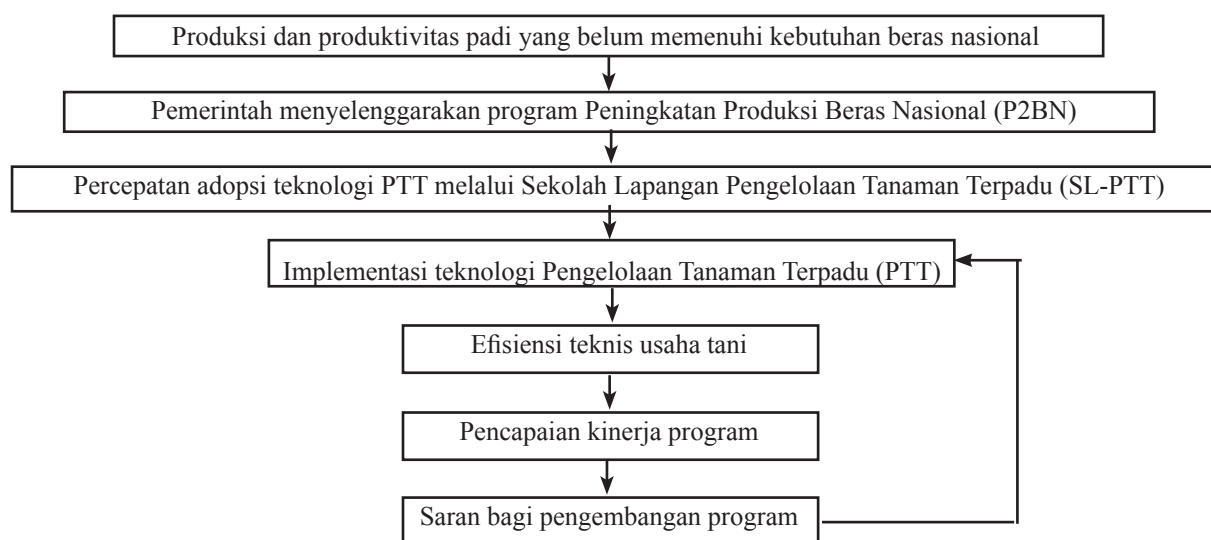 Produksi dan produktivitas padi yang belum memenuhi kebutuhan beras nasional
Pemerintah menyelenggarakan program Peningkatan Produksi Beras Nasional (P2BN)
Percepatan adopsi teknologi PTT melalui Sekolah Lapangan Pengelolaan Tanaman Terpadu (SL-PTT)
Implementasi teknologi Pengelolaan Tanaman Terpadu (PTT)
Efisiensi teknis usaha tani
Pencapaian kinerja program
Saran bagi pengembangan program